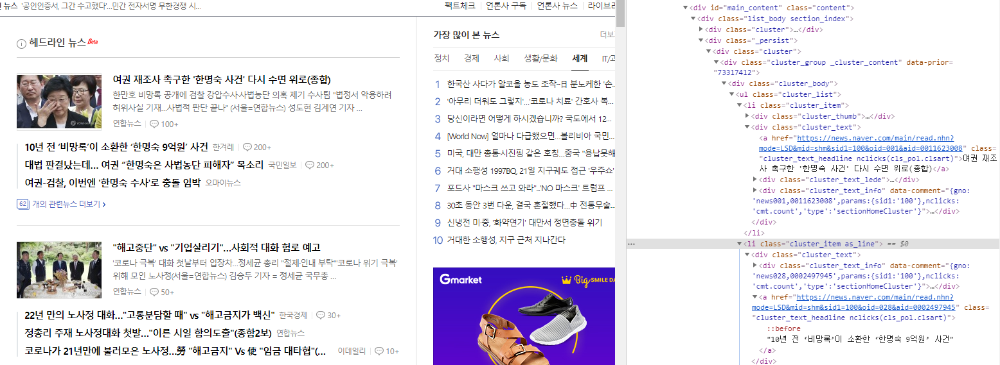 뉴스 '공인인증서, 그간 수고했다'...민간 전자서명 무한경쟁 시...
팩트체크 언론사 구독 언론사 뉴스 라이브러
헤드라인 뉴스 Beta
여권 재조사 촉구한 '한명숙 사건' 다시 수면 위로(종합)
한만호 비망록 공개에 검찰 강압수사·사법농단 의혹 제기 수사팀 "법정서 악용하려
허위사실 기재...사법적 판단 끝나" (서울=연합뉴스) 성도현 김계연 기자 ...
연합뉴스 100+
10년 전 ‘비망록’이 소환한 ‘한명숙 9억원’ 사건 한겨레 200+
대법 판결났는데… 여권 “한명숙은 사법농단 피해자” 목소리 국민일보 200+
여권-검찰, 이번엔 '한명숙 수사'로 충돌 임박 오마이뉴스
62 개의 관련뉴스 더보기
"해고중단" vs "기업살리기"…사회적 대화 험로 예고
'코로나 극복' 대화 첫날부터 입장차…정세균 총리 "절제·인내 부탁""코로나 위기 극복'
위해 모인 노사정(서울=연합뉴스) 김승두 기자 = 정세균 국무총 ...
연합뉴스 50+
22년 만의 노사정 대화…"고통분담할 때" vs "해고금지가 백신" 한국경제 30+
정총리 주재 노사정대화 첫발…"이른 시일 합의도출"(종합2보) 연합뉴스
코로나가 21년만에 불러모은 노사정…勞 "해고금지" Vs 使 "임금 대타협"(... 이데일리 10+
가장 많이 본 뉴스 더보
정치 경제 사회 생활/문화 세계 IT/과
1 한국산 사다가 알코올 농도 조작–日 분노케한 '손...
2 '아무리 더워도 그렇지'…'코로나 치료' 간호사 복...
3 당신이라면 어떻게 하시겠습니까? 국도에서 12...
4 [World Now] 얼마나 다급했으면…볼리비아 국민...
5 미국, 대만 총통·시진핑 같은 호칭…중국 "용납못해
6 거대 소행성 1997BQ, 21일 지구궤도 접근 '우주쇼'
7 포드사 "마스크 쓰고 와라"…'NO 마스크' 트럼프 ...
8 30초 동안 3번 다운, 결국 혼절했다…中 전통무술...
9 신냉전 미·중, '화약연기' 대만서 정면충돌 위기
10 거대한 소행성, 지구 근처 지나간다
Gmarket Big SMILE DA
<div id="main_content" class="content">
<div class="list_body section_index">
<div class="cluster">…</div>
<div class="_persist">
<div class="cluster">
<div class="cluster_group _cluster_content" data-prior=
"73317412">
<div class="cluster_body">
<ul class="cluster_list">
<li class="cluster_item">
<div class="cluster_thumb">…</div>
<div class="cluster_text">
<a href="https://news.naver.com/main/read.nhn?
mode=LSD&mid=shm&sid1=100&oid=001&aid=0011623008" class=
"cluster_text_headline nclicks(cls_pol.clsart)">여권 재조
사 촉구한 '한명숙 사건' 다시 수면 위로(종합)</a>
<div class="cluster_text_lede">…</div>
<div class="cluster_text_info" data-comment="{gno:
'news001,0011623008',params:{sid1:'100'},nclicks:
'cmt.count','type':'sectionHomeCluster'}">…</div>
</div>
</li>
<li class="cluster_item as_line"> == $0
<div class="cluster_text">
<div class="cluster_text_info" data-comment="{gno:
'news028,0002497945',params:{sid1:'100'},nclicks:
'cmt.count','type':'sectionHomeCluster'}">…</div>
<a href="https://news.naver.com/main/read.nhn?
mode=LSD&mid=shm&sid1=100&oid=028&aid=0002497945" class=
"cluster_text_headline nclicks(cls_pol.clsart)">
::before
"10년 전 ‘비망록’이 소환한 ‘한명숙 9억원’ 사건"
</a>
</div>